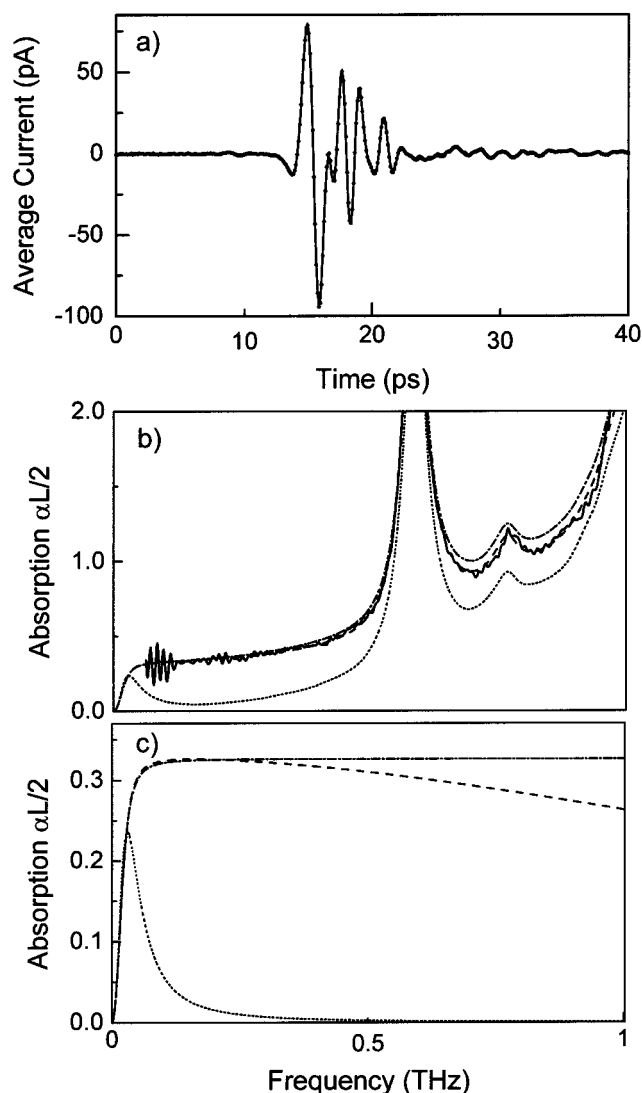 a)
Average Current (pA)
50
0
-50
-100
0
10
20
30
40
Time (ps)
b)
Absorption αL/2
2.0
1.0
0.0
c)
Absorption αL/2
0.3
0.2
0.1
0.0
0
0.5
1
Frequency (THz)